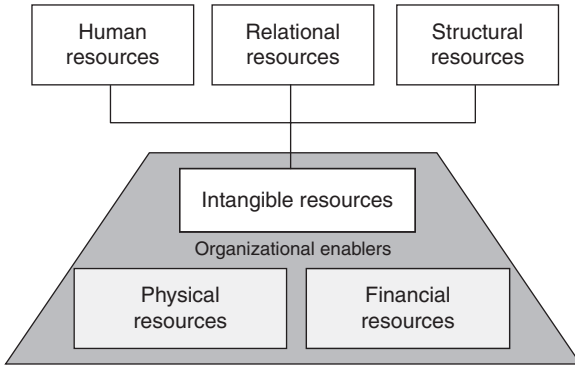 Human
resources
Relational
resources
Structural
resources
Intangible resources
Organizational enablers
Physical
resources
Financial
resources